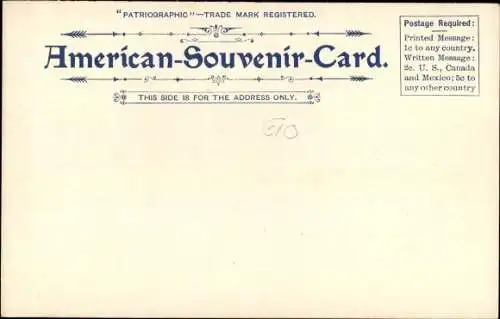 "PATRIOGRAPHIC"—TRADE MARK REGISTERED.
American-Souvenir-Card.
THIS SIDE IS FOR THE ADDRESS ONLY.
Postage Required:
Printed Message:
1c to any country.
Written Message:
2c. U. S., Canada
and Mexico; 5c to
any other country